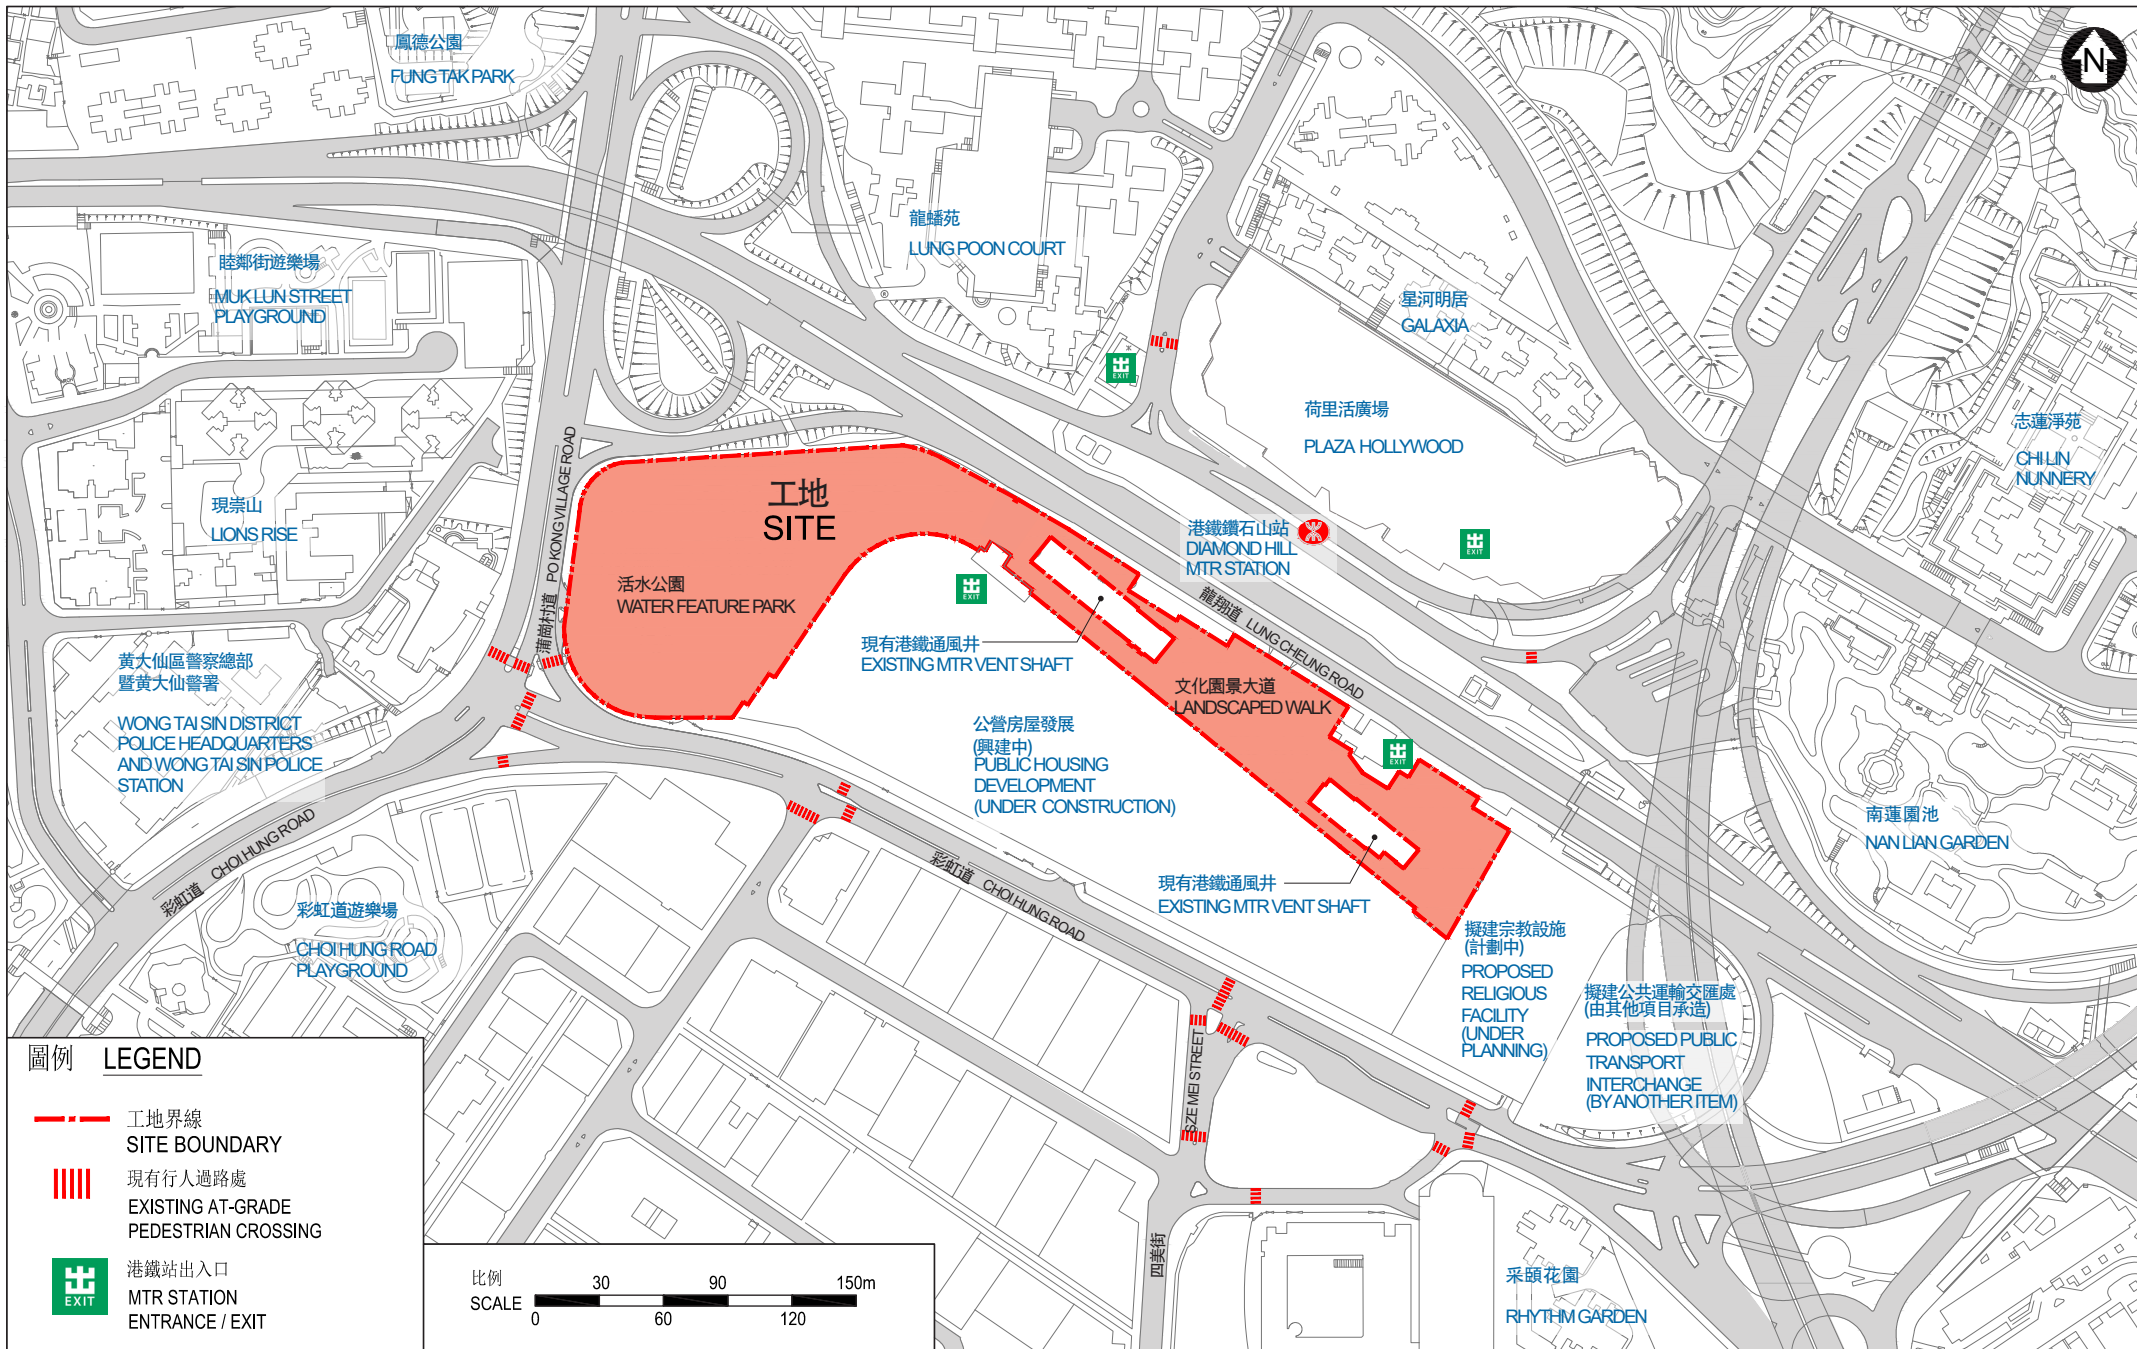 鳳德公園
FUNG TAK PARK
N
龍蟠苑
LUNG POON COURT
睦鄰街遊樂場
MUK LUN STREET
PLAYGROUND
星河明居
GALAXIA
出
EXIT
荷里活廣場
PLAZA HOLLYWOOD
志蓮淨苑
CHI LIN
NUNNERY
現崇山
LIONS RISE
蒲崗村道 PO KONG VILLAGE ROAD
工地
SITE
港鐵鑽石山站
DIAMOND HILL
MTR STATION
出
EXIT
活水公園
WATER FEATURE PARK
出
EXIT
龍翔道 LUNG CHEUNG ROAD
現有港鐵通風井
EXISTING MTR VENT SHAFT
黃大仙區警察總部
暨黃大仙警署
WONG TAI SIN DISTRICT
POLICE HEADQUARTERS
AND WONG TAI SIN POLICE
STATION
文化園景大道
LANDSCAPED WALK
公營房屋發展
(興建中)
PUBLIC HOUSING
DEVELOPMENT
(UNDER CONSTRUCTION)
出
EXIT
南蓮園池
NAN LIAN GARDEN
彩虹道 CHOI HUNG ROAD
彩虹道 CHOI HUNG ROAD
現有港鐵通風井
EXISTING MTR VENT SHAFT
彩虹道遊樂場
CHOI HUNG ROAD
PLAYGROUND
擬建宗教設施
(計劃中)
PROPOSED
RELIGIOUS
FACILITY
(UNDER
PLANNING)
擬建公共運輸交匯處
(由其他項目承造)
PROPOSED PUBLIC
TRANSPORT
INTERCHANGE
(BY ANOTHER ITEM)
SZE MEI STREET
四美街
采頤花園
RHYTHM GARDEN
圖例 LEGEND
工地界線
SITE BOUNDARY
現有行人過路處
EXISTING AT-GRADE
PEDESTRIAN CROSSING
出
EXIT
港鐵站出入口
MTR STATION
ENTRANCE / EXIT
比例
SCALE
30 90 150m
0 60 120